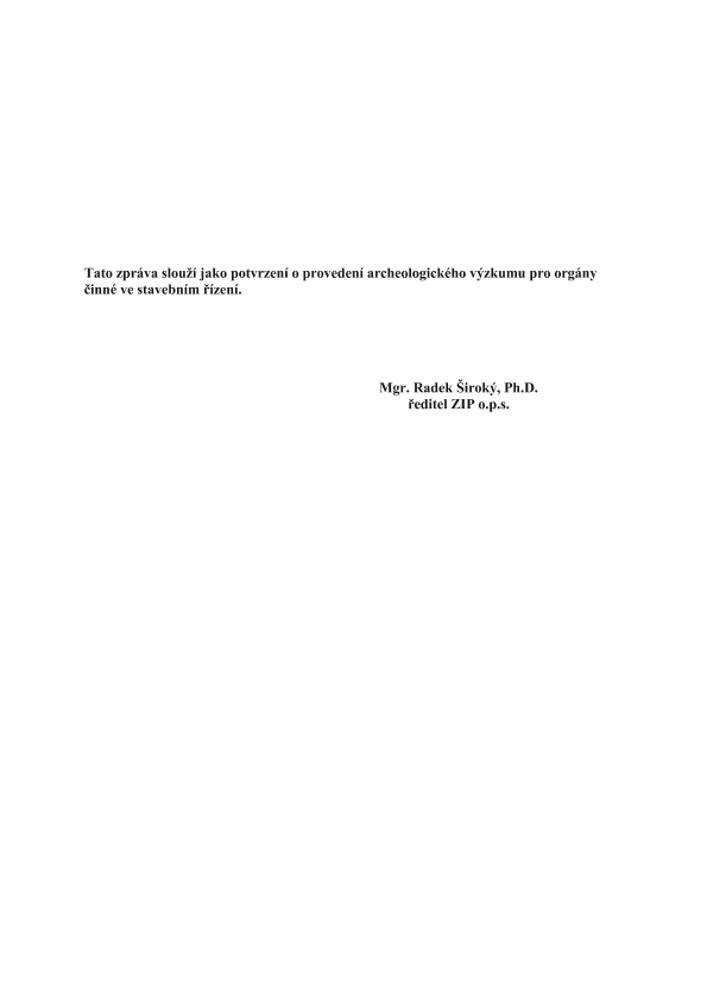 Tato zpráva slouží jako potvrzení o provedení archeologického výzkumu pro orgány
činné ve stavebním řízení.
Mgr. Radek Široký, Ph.D.
ředitel ZIP o.p.s.